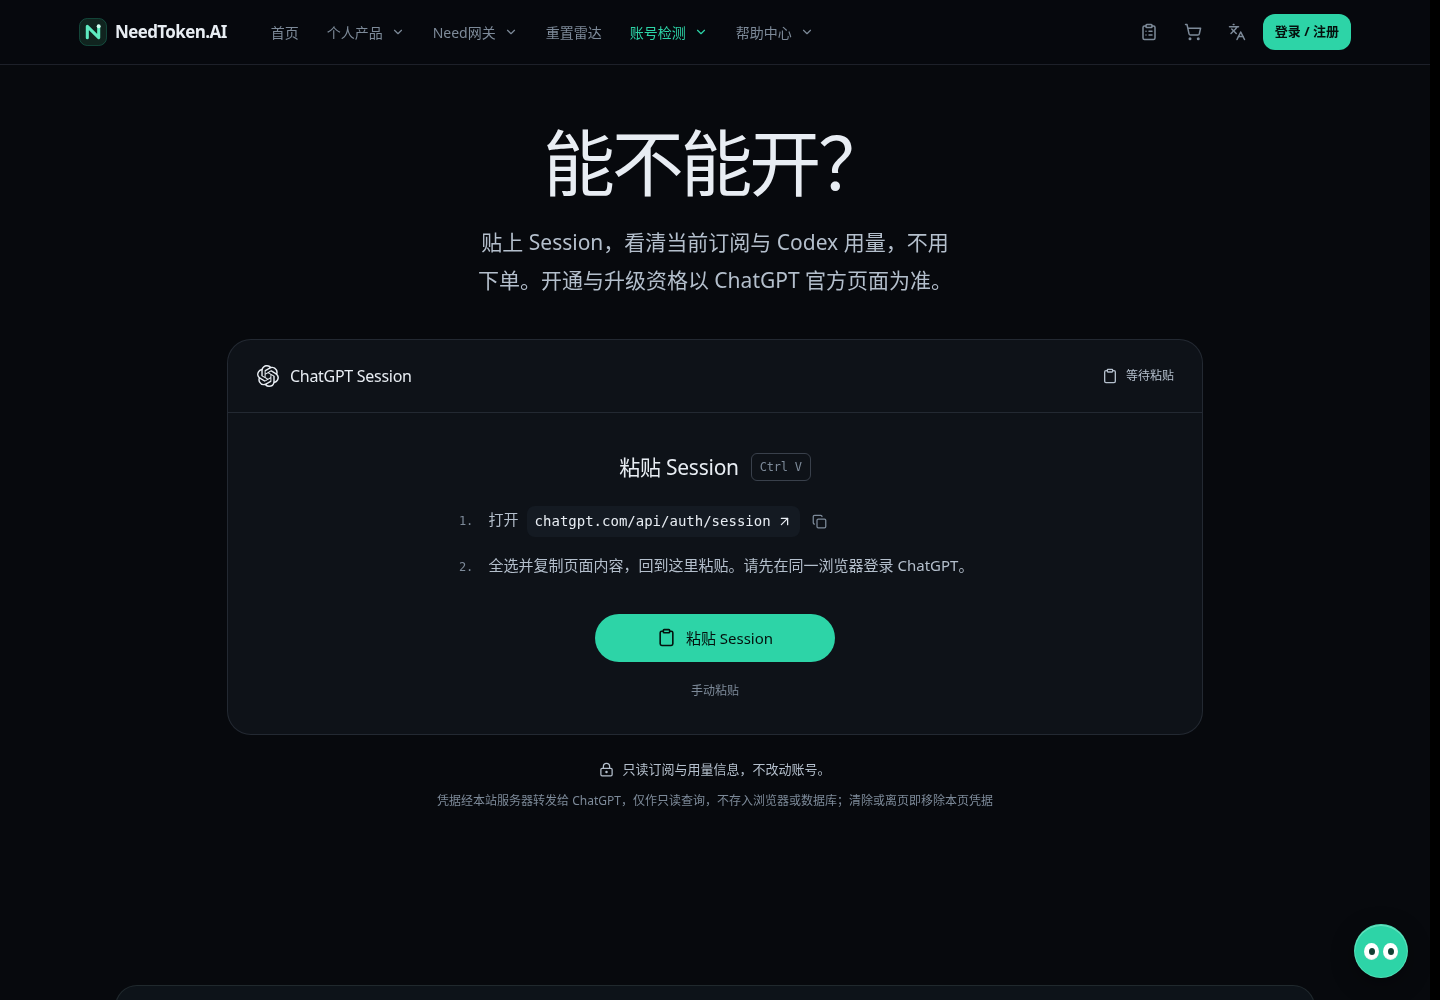 NeedToken.AI
首页
个人产品
Need网关
重置雷达
账号检测
帮助中心
登录 / 注册
能不能开？
贴上 Session，看清当前订阅与 Codex 用量，不用
下单。开通与升级资格以 ChatGPT 官方页面为准。
ChatGPT Session
等待粘贴
粘贴 Session
Ctrl V
1. 打开 chatgpt.com/api/auth/session
2. 全选并复制页面内容，回到这里粘贴。请先在同一浏览器登录 ChatGPT。
粘贴 Session
手动粘贴
只读订阅与用量信息，不改动账号。
凭据经本站服务器转发给 ChatGPT，仅作只读查询，不存入浏览器或数据库；清除或离页即移除本页凭据